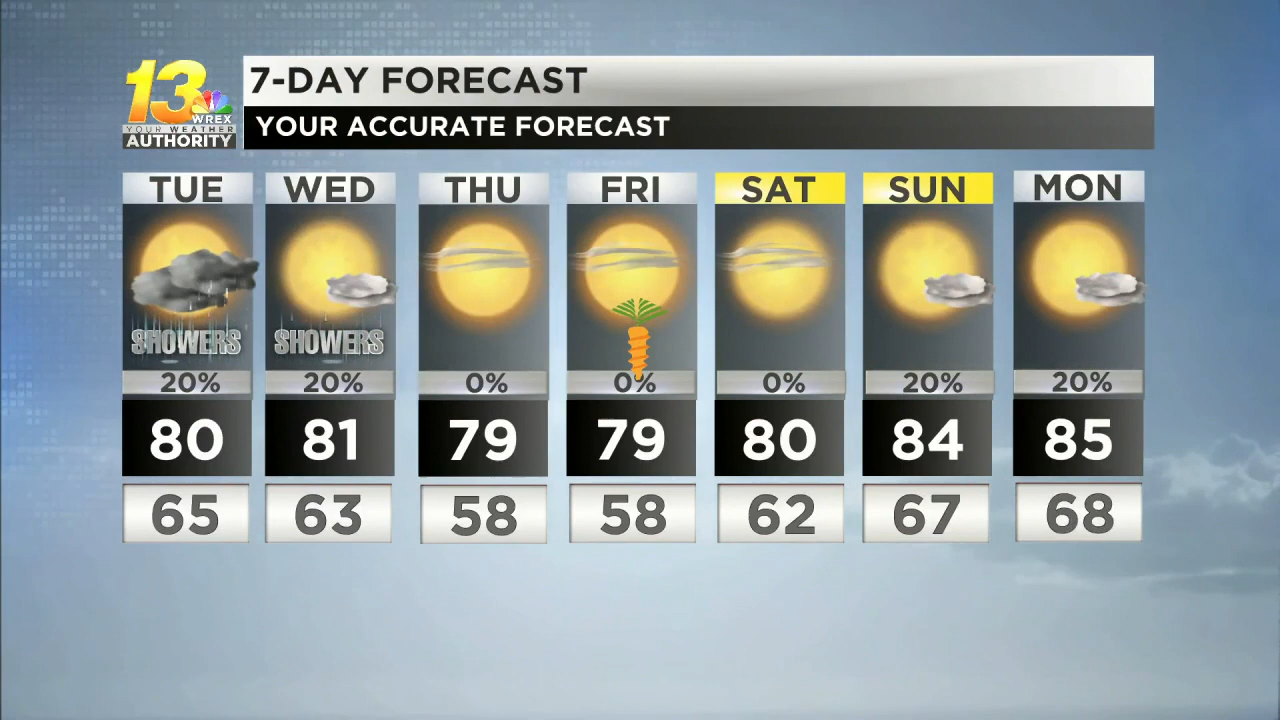 13
WREX
YOUR WEATHER
AUTHORITY
7-DAY FORECAST
YOUR ACCURATE FORECAST
TUE WED THU FRI SAT SUN MON
SHOWERS SHOWERS
20% 20% 0% 0% 0% 20% 20%
80 81 79 79 80 84 85
65 63 58 58 62 67 68